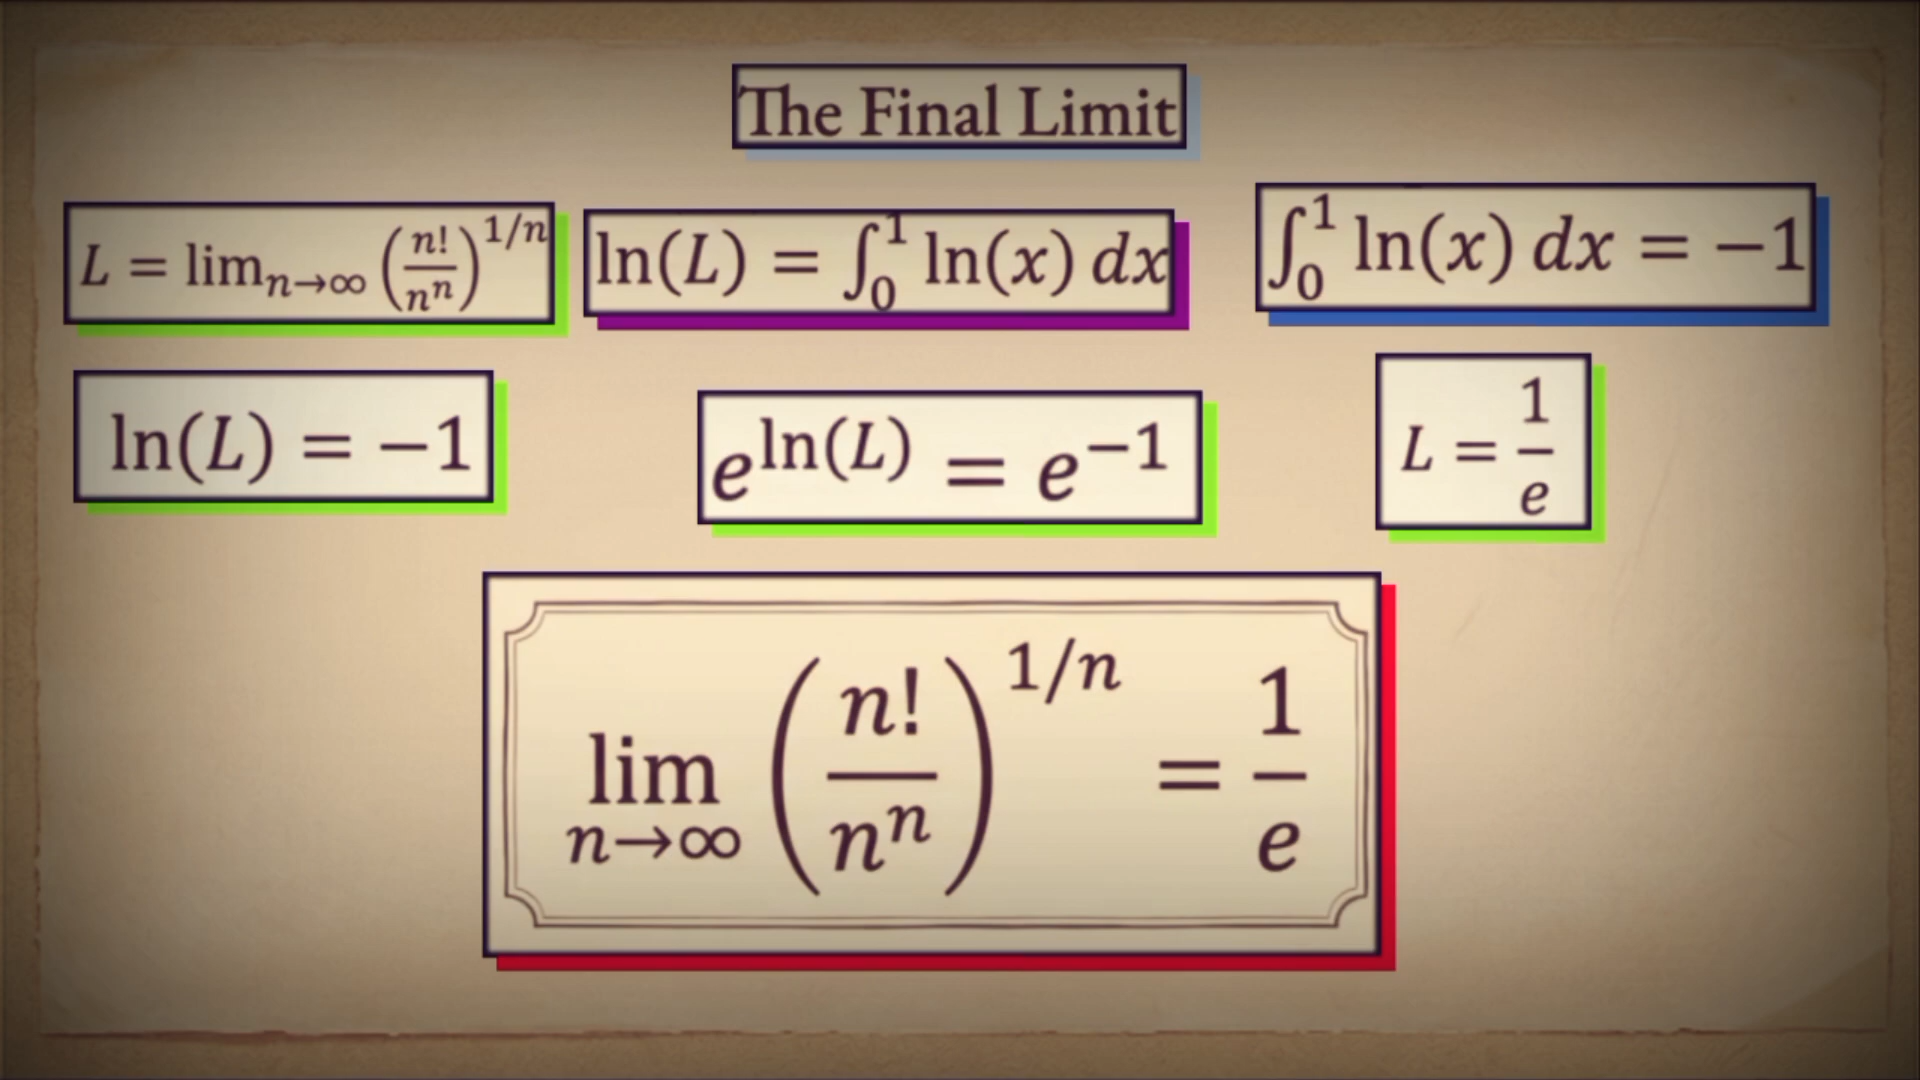 The Final Limit
L = lim_{n→∞} (n!/n^n)^{1/n}
ln(L) = ∫_0^1 ln(x) dx
∫_0^1 ln(x) dx = −1
ln(L) = −1
e^{ln(L)} = e^{−1}
L = 1/e
lim_{n→∞} (n!/n^n)^{1/n} = 1/e